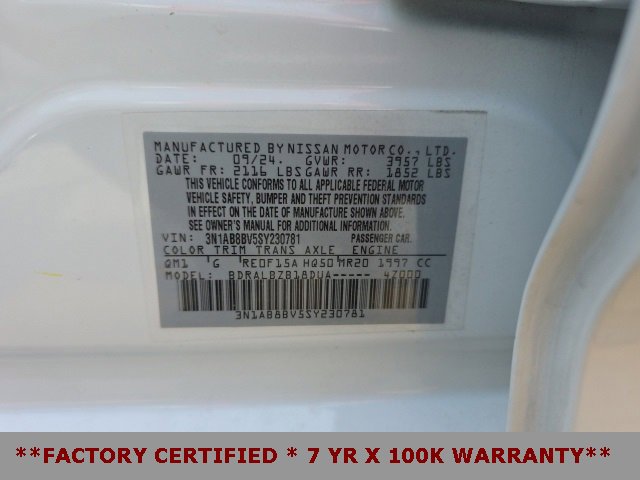 MANUFACTURED BY NISSAN MOTOR CO., LTD.
DATE: 09/24. GVWR: 3957 LBS
GAWR FR: 2116 LBS GAWR RR: 1852 LBS
THIS VEHICLE CONFORMS TO ALL APPLICABLE FEDERAL MOTOR
VEHICLE SAFETY, BUMPER AND THEFT PREVENTION STANDARDS
IN EFFECT ON THE DATE OF MANUFACTURE SHOWN ABOVE.
SEE OWNER'S MANUAL FOR ADDITIONAL INFORMATION.
VIN: 3N1AB8BV5SY230781 PASSENGER CAR.
COLOR TRIM TRANS AXLE ENGINE
QM1 'G 'RE0F15A HQ50'MR20 1997 CC
MODEL: BDRALBZB18DUA----- 4Z000
3N1AB8BV5SY230781
**FACTORY CERTIFIED * 7 YR X 100K WARRANTY**